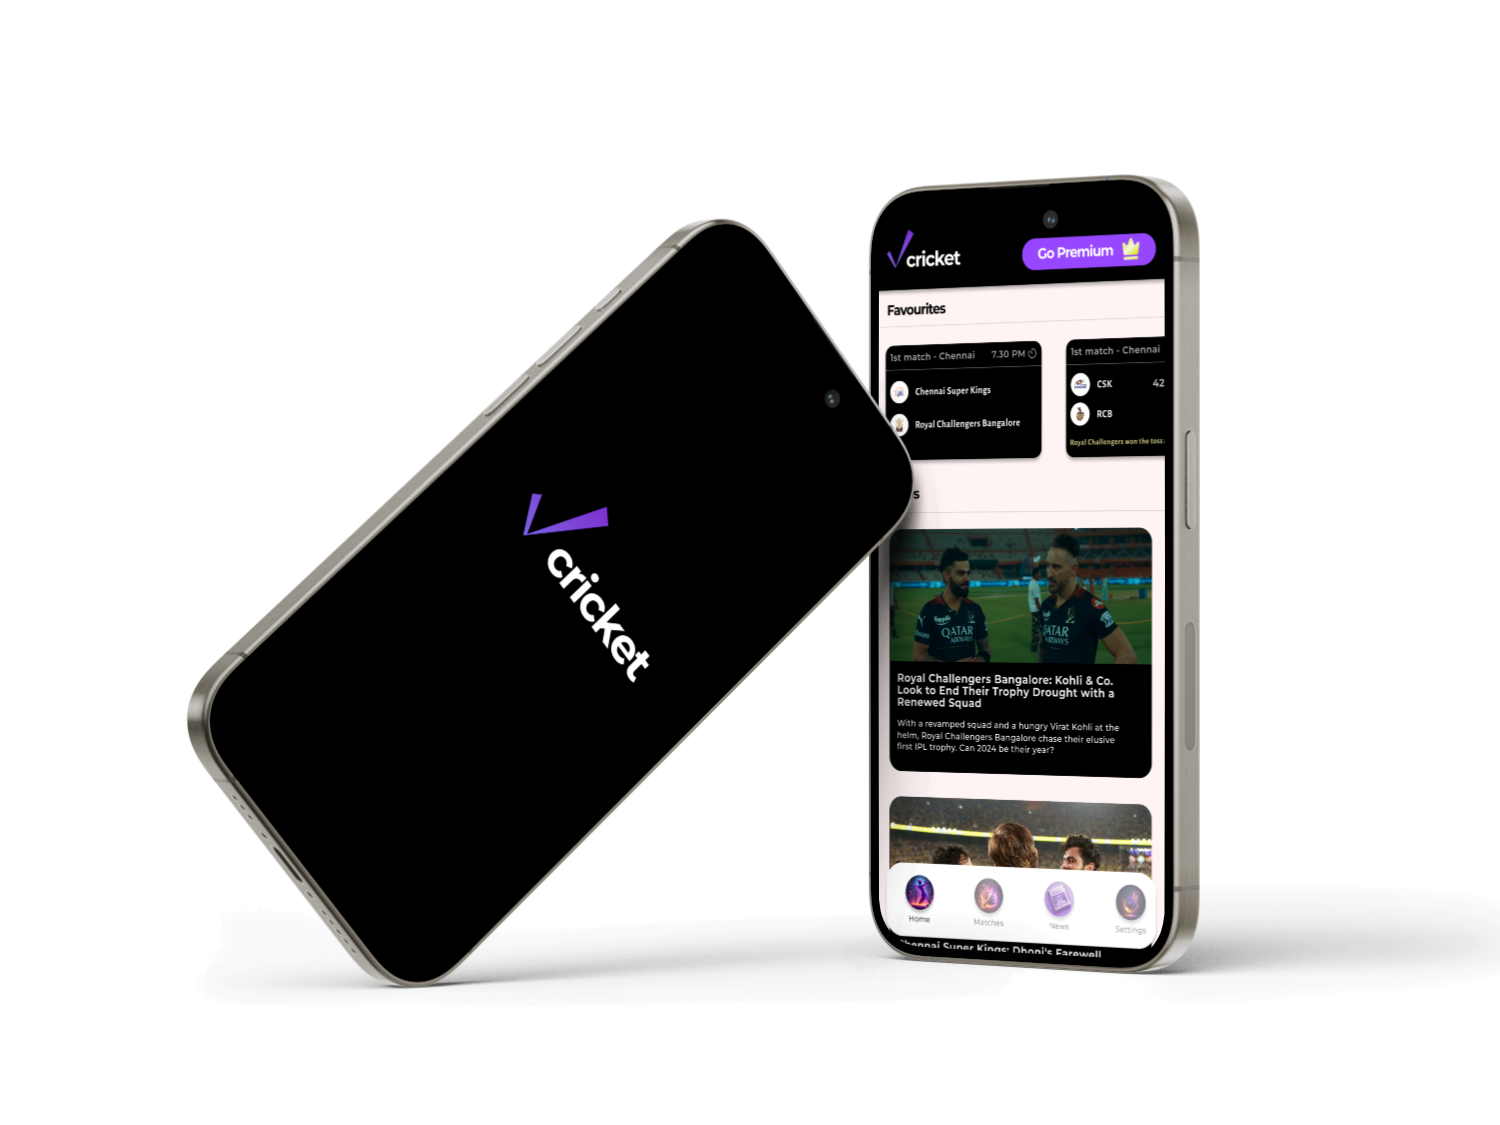 cricket
cricket
Go Premium
Favourites
1st match - Chennai 7.30 PM
Chennai Super Kings
Royal Challengers Bangalore
1st match - Chennai
CSK 42
RCB
Royal Challengers won the toss
s
QATAR
AIRWAYS
QATAR
AIRWAYS
Royal Challengers Bangalore: Kohli & Co.
Look to End Their Trophy Drought with a
Renewed Squad
With a revamped squad and a hungry Virat Kohli at the
helm, Royal Challengers Bangalore chase their elusive
first IPL trophy. Can 2024 be their year?
Home
Matches
News
Settings
Chennai Super Kings: Dhoni's Farewell